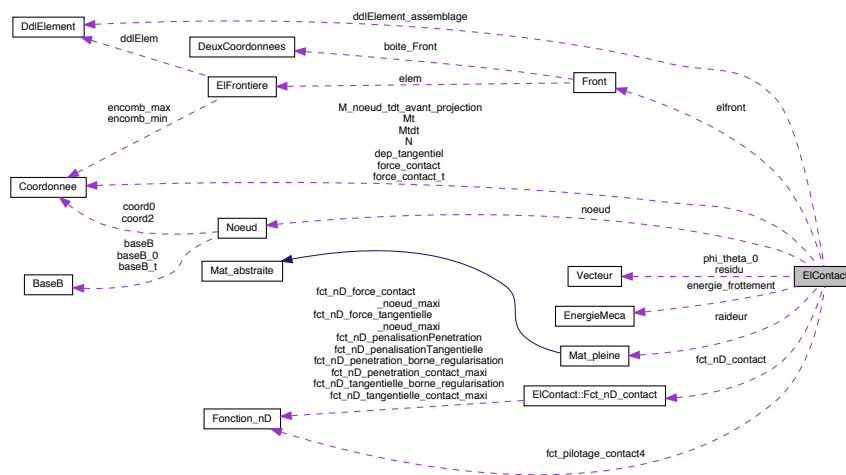 ddlElement_assemblage
DdlElement
ddlElem
DeuxCoordonnees
boite_Front
ElFrontiere
elem
Front
elfront
encomb_max
encomb_min
M_noeud_tdt_avant_projection
Mt
Mtdt
N
dep_tangentiel
force_contact
force_contact_t
Coordonnee
coord0
coord2
Noeud
noeud
baseB
baseB_0
baseB_t
BaseB
Mat_abstraite
Vecteur
phi_theta_0
residu
ElContact
energie_frottement
EnergieMeca
raideur
Mat_pleine
fct_nD_contact
fct_nD_force_contact
_noeud_maxi
fct_nD_force_tangentielle
_noeud_maxi
fct_nD_penalisationPenetration
fct_nD_penalisationTangentielle
fct_nD_penetration_borne_regularisation
fct_nD_penetration_contact_maxi
fct_nD_tangentielle_borne_regularisation
fct_nD_tangentielle_contact_maxi
ElContact::Fct_nD_contact
Fonction_nD
fct_pilotage_contact4